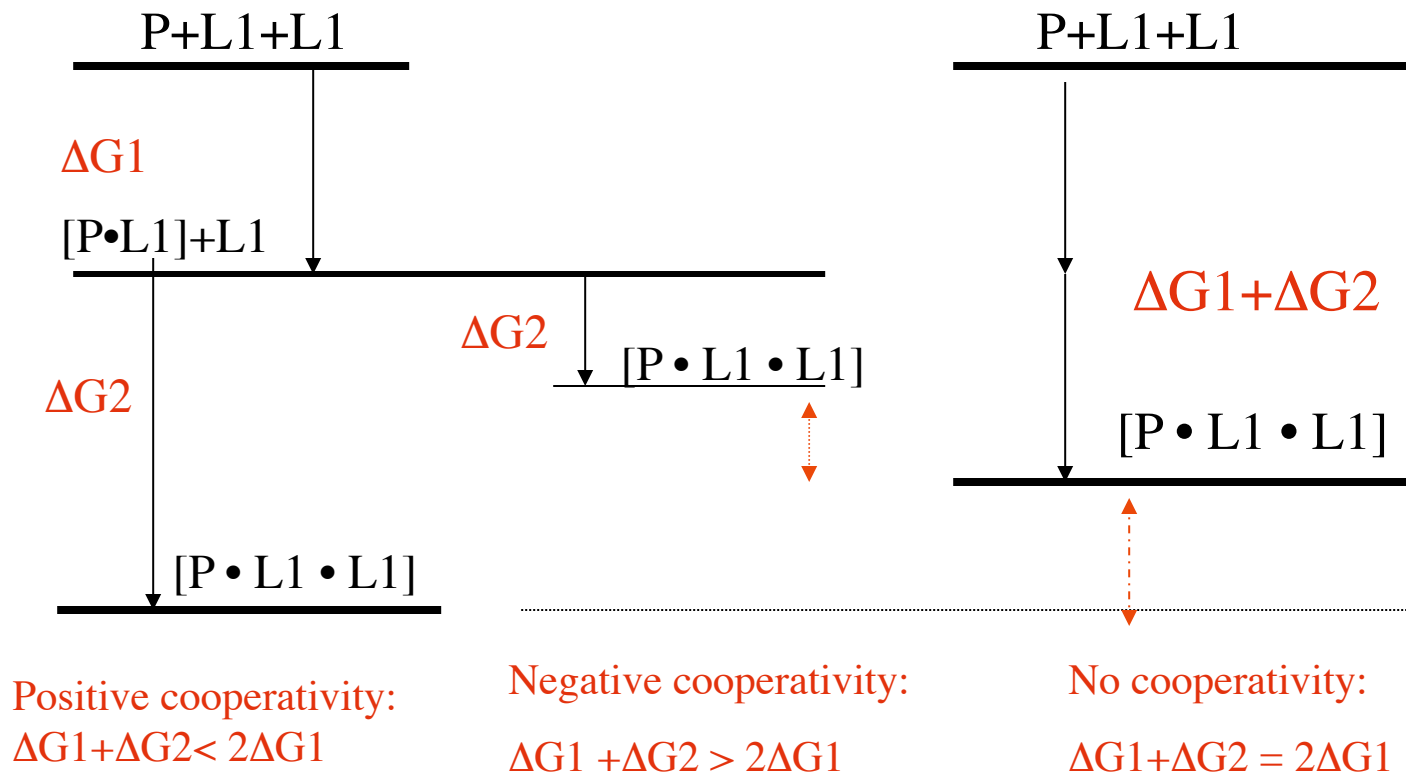 P+L1+L1
P+L1+L1
ΔG1
[P•L1]+L1
ΔG1+ΔG2
ΔG2
[P • L1 • L1]
ΔG2
[P • L1 • L1]
[P • L1 • L1]
Positive cooperativity:
ΔG1+ΔG2< 2ΔG1
Negative cooperativity:
ΔG1 +ΔG2 > 2ΔG1
No cooperativity:
ΔG1+ΔG2 = 2ΔG1